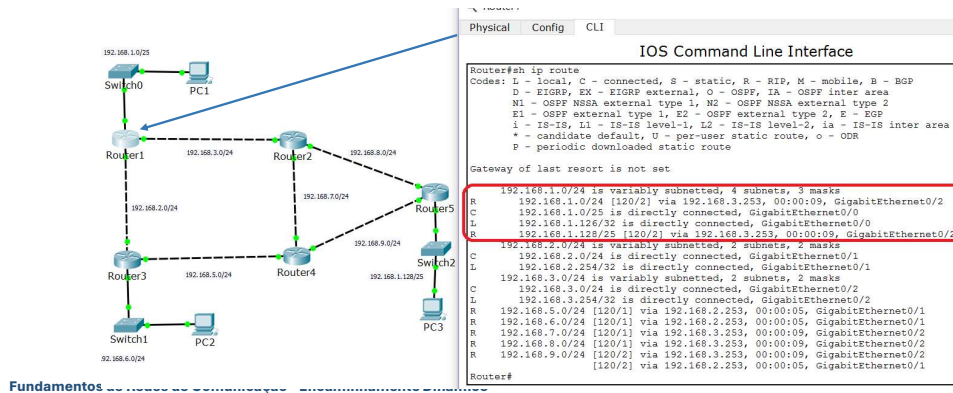 Physical Config CLI
IOS Command Line Interface
Router#sh ip route
Codes: L - local, C - connected, S - static, R - RIP, M - mobile, B - BGP
D - EIGRP, EX - EIGRP external, O - OSPF, IA - OSPF inter area
N1 - OSPF NSSA external type 1, N2 - OSPF NSSA external type 2
E1 - OSPF external type 1, E2 - OSPF external type 2, E - EGP
i - IS-IS, L1 - IS-IS level-1, L2 - IS-IS level-2, ia - IS-IS inter area
* - candidate default, U - per-user static route, o - ODR
P - periodic downloaded static route
Gateway of last resort is not set
192.168.1.0/24 is variably subnetted, 4 subnets, 3 masks
R 192.168.1.0/24 [120/2] via 192.168.3.253, 00:00:09, GigabitEthernet0/2
C 192.168.1.0/25 is directly connected, GigabitEthernet0/0
L 192.168.1.126/32 is directly connected, GigabitEthernet0/0
R 192.168.1.128/25 [120/2] via 192.168.3.253, 00:00:09, GigabitEthernet0/2
192.168.2.0/24 is variably subnetted, 2 subnets, 2 masks
C 192.168.2.0/24 is directly connected, GigabitEthernet0/1
L 192.168.2.254/32 is directly connected, GigabitEthernet0/1
192.168.3.0/24 is variably subnetted, 2 subnets, 2 masks
C 192.168.3.0/24 is directly connected, GigabitEthernet0/2
L 192.168.3.254/32 is directly connected, GigabitEthernet0/2
R 192.168.5.0/24 [120/1] via 192.168.2.253, 00:00:05, GigabitEthernet0/1
R 192.168.6.0/24 [120/1] via 192.168.2.253, 00:00:05, GigabitEthernet0/1
R 192.168.7.0/24 [120/1] via 192.168.3.253, 00:00:09, GigabitEthernet0/2
R 192.168.8.0/24 [120/1] via 192.168.3.253, 00:00:09, GigabitEthernet0/2
R 192.168.9.0/24 [120/2] via 192.168.3.253, 00:00:09, GigabitEthernet0/2
[120/2] via 192.168.2.253, 00:00:05, GigabitEthernet0/1
Router#
192.168.1.0/25
Switch0
PC1
Router1
192.168.3.0/24
Router2
192.168.8.0/24
192.168.2.0/24
192.168.7.0/24
Router5
192.168.9.0/24
Router3
192.168.5.0/24
Router4
Switch2
192.168.1.128/25
Switch1
PC2
PC3
.92.168.6.0/24
Fundamentos de Redes de Comunicação - Encaminhamento Dinâmico